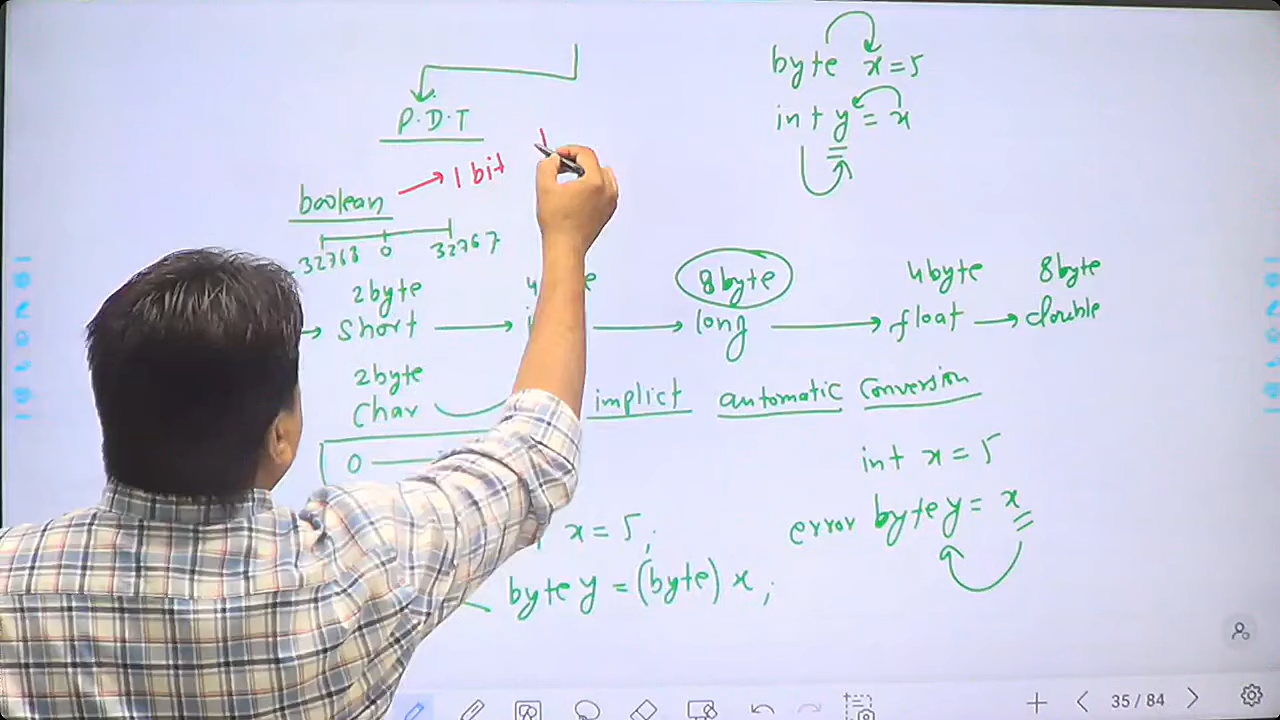 byte x = 5
P.D.T
int y = x
1 bit
boolean
-32768 0 32767
2byte 8byte 4byte 8byte
short long float double
2byte
Char implict automatic Conversion
0
int x = 5
error byte y = x
x = 5;
byte y = (byte) x;
35 / 84